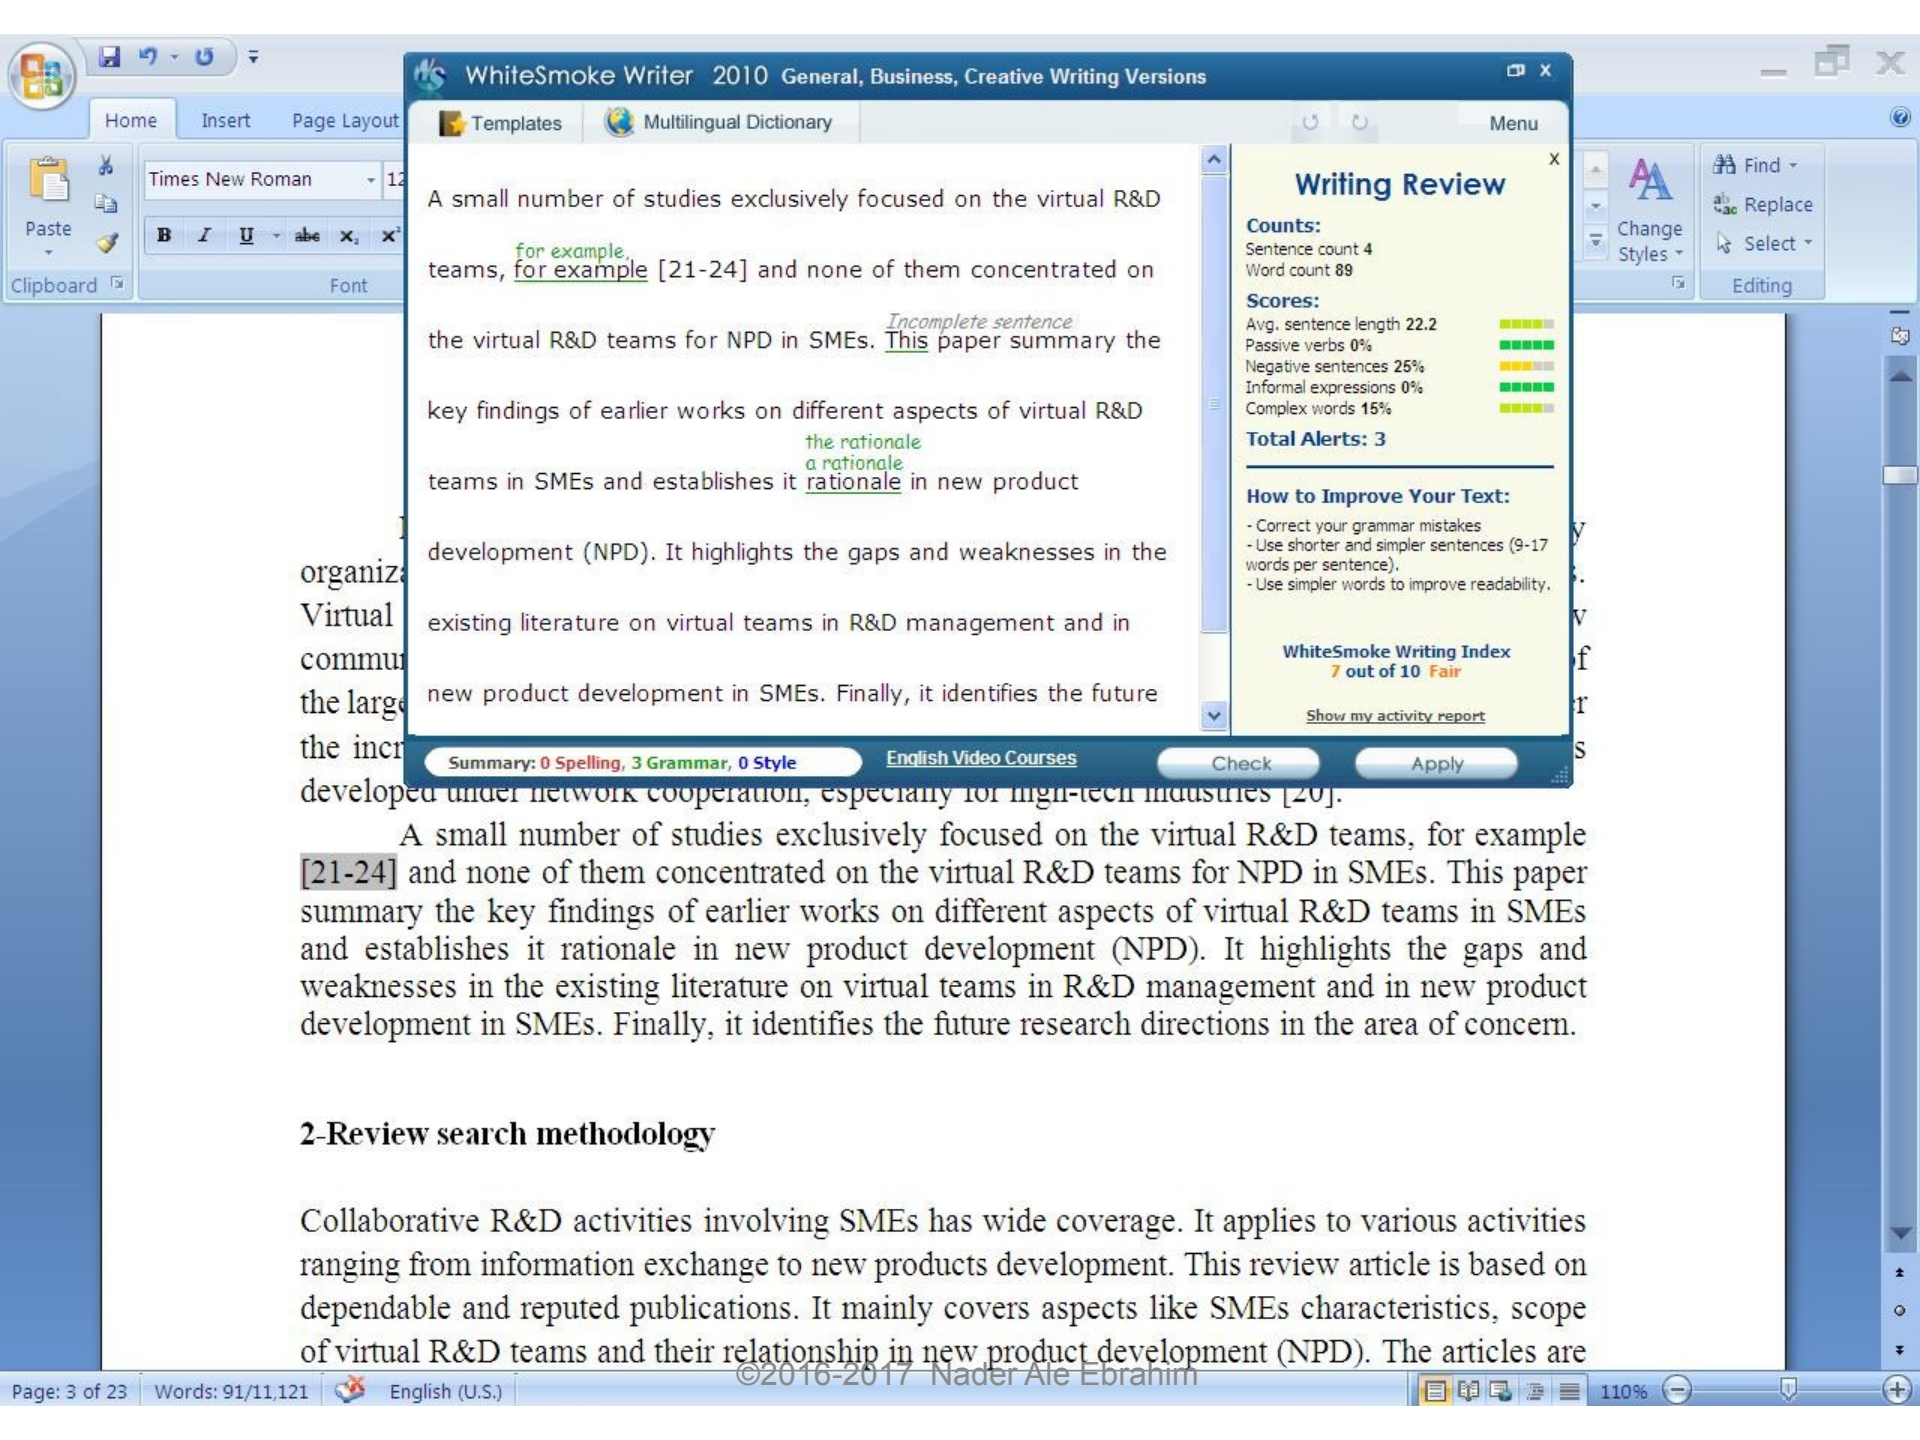 WhiteSmoke Writer 2010 General, Business, Creative Writing Versions
Home Insert Page Layout
Templates Multilingual Dictionary Menu
Times New Roman 12
Paste
B I U abc x₂ x²
Clipboard Font
Change Styles
Find
Replace
Select
Editing
A small number of studies exclusively focused on the virtual R&D
for example,
teams, for example [21-24] and none of them concentrated on
Incomplete sentence
the virtual R&D teams for NPD in SMEs. This paper summary the
key findings of earlier works on different aspects of virtual R&D
the rationale
a rationale
teams in SMEs and establishes it rationale in new product
development (NPD). It highlights the gaps and weaknesses in the
existing literature on virtual teams in R&D management and in
new product development in SMEs. Finally, it identifies the future
X
Writing Review
Counts:
Sentence count 4
Word count 89
Scores:
Avg. sentence length 22.2
Passive verbs 0%
Negative sentences 25%
Informal expressions 0%
Complex words 15%
Total Alerts: 3
How to Improve Your Text:
- Correct your grammar mistakes
- Use shorter and simpler sentences (9-17
words per sentence).
- Use simpler words to improve readability.
WhiteSmoke Writing Index
7 out of 10 Fair
Show my activity report
Summary: 0 Spelling, 3 Grammar, 0 Style English Video Courses Check Apply
Virtual
the large
developed under network cooperation, especially for high-tech industries [20].
A small number of studies exclusively focused on the virtual R&D teams, for example
[21-24] and none of them concentrated on the virtual R&D teams for NPD in SMEs. This paper
summary the key findings of earlier works on different aspects of virtual R&D teams in SMEs
and establishes it rationale in new product development (NPD). It highlights the gaps and
weaknesses in the existing literature on virtual teams in R&D management and in new product
development in SMEs. Finally, it identifies the future research directions in the area of concern.
2-Review search methodology
Collaborative R&D activities involving SMEs has wide coverage. It applies to various activities
ranging from information exchange to new products development. This review article is based on
dependable and reputed publications. It mainly covers aspects like SMEs characteristics, scope
of virtual R&D teams and their relationship in new product development (NPD). The articles are
©2016-2017 Nader Ale Ebrahim
Page: 3 of 23 Words: 91/11,121 English (U.S.) 110%